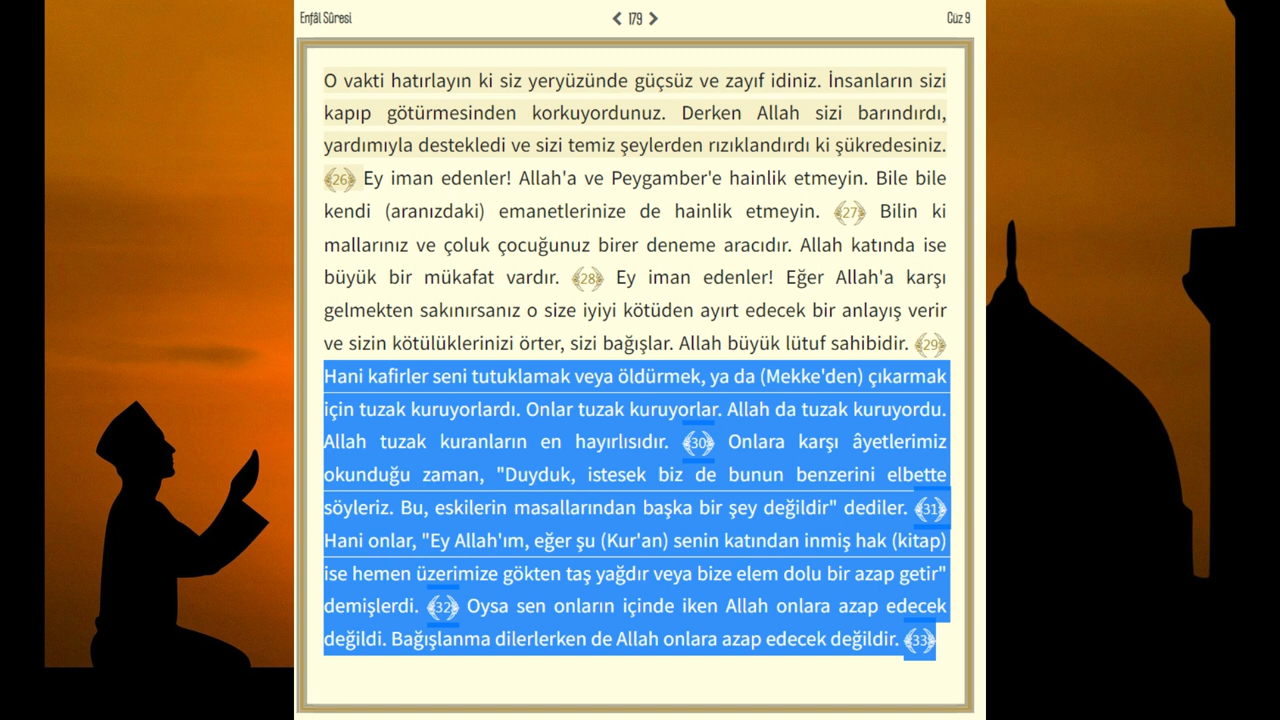 Enfâl Sûresi
179
Cüz 9
O vakti hatırlayın ki siz yeryüzünde güçsüz ve zayıf idiniz. İnsanların sizi
kapıp götürmesinden korkuyordunuz. Derken Allah sizi barındırdı,
yardımıyla destekledi ve sizi temiz şeylerden rızıklandırdı ki şükredesiniz.
﴾26﴿ Ey iman edenler! Allah'a ve Peygamber'e hainlik etmeyin. Bile bile
kendi (aranızdaki) emanetlerinize de hainlik etmeyin. ﴾27﴿ Bilin ki
mallarınız ve çoluk çocuğunuz birer deneme aracıdır. Allah katında ise
büyük bir mükafat vardır. ﴾28﴿ Ey iman edenler! Eğer Allah'a karşı
gelmekten sakınırsanız o size iyiyi kötüden ayırt edecek bir anlayış verir
ve sizin kötülüklerinizi örter, sizi bağışlar. Allah büyük lütuf sahibidir. ﴾29﴿
Hani kafirler seni tutuklamak veya öldürmek, ya da (Mekke'den) çıkarmak
için tuzak kuruyorlardı. Onlar tuzak kuruyorlar. Allah da tuzak kuruyordu.
Allah tuzak kuranların en hayırlısıdır. ﴾30﴿ Onlara karşı âyetlerimiz
okunduğu zaman, "Duyduk, istesek biz de bunun benzerini elbette
söyleriz. Bu, eskilerin masallarından başka bir şey değildir" dediler. ﴾31﴿
Hani onlar, "Ey Allah'ım, eğer şu (Kur'an) senin katından inmiş hak (kitap)
ise hemen üzerimize gökten taş yağdır veya bize elem dolu bir azap getir"
demişlerdi. ﴾32﴿ Oysa sen onların içinde iken Allah onlara azap edecek
değildi. Bağışlanma dilerlerken de Allah onlara azap edecek değildir. ﴾33﴿